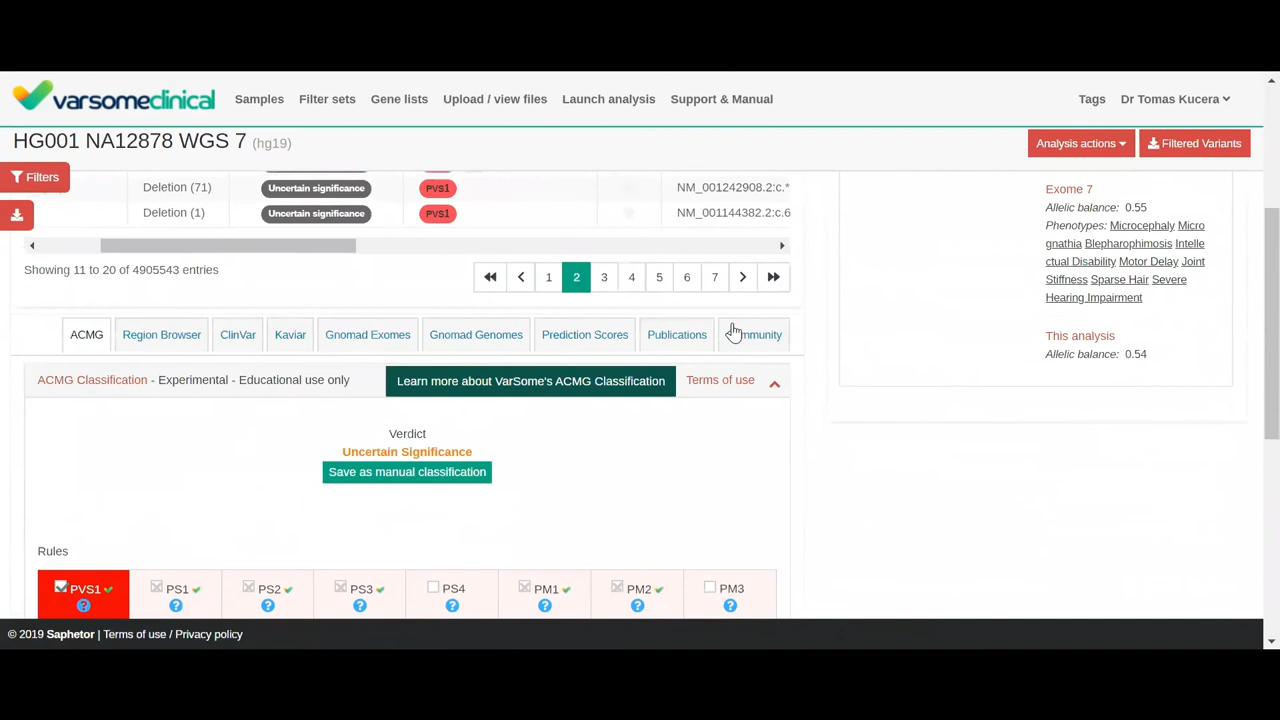 varsomeclinical Samples Filter sets Gene lists Upload / view files Launch analysis Support & Manual Tags Dr Tomas Kucera
HG001 NA12878 WGS 7 (hg19) Analysis actions Filtered Variants
Filters
Deletion (71) Uncertain significance PVS1 NM_001242908.2:c.*
Deletion (1) Uncertain significance PVS1 NM_001144382.2:c.6
Showing 11 to 20 of 4905543 entries
1 2 3 4 5 6 7
ACMG Region Browser ClinVar Kaviar Gnomad Exomes Gnomad Genomes Prediction Scores Publications
ACMG Classification - Experimental - Educational use only Learn more about VarSome's ACMG Classification Terms of use
Verdict
Uncertain Significance
Save as manual classification
Rules
PVS1 PS1 PS2 PS3 PS4 PM1 PM2 PM3
? ? ? ? ? ? ? ?
Exome 7
Allelic balance: 0.55
Phenotypes: Microcephaly Micro
gnathia Blepharophimosis Intelle
ctual Disability Motor Delay Joint
Stiffness Sparse Hair Severe
Hearing Impairment
This analysis
Allelic balance: 0.54
© 2019 Saphetor | Terms of use / Privacy policy